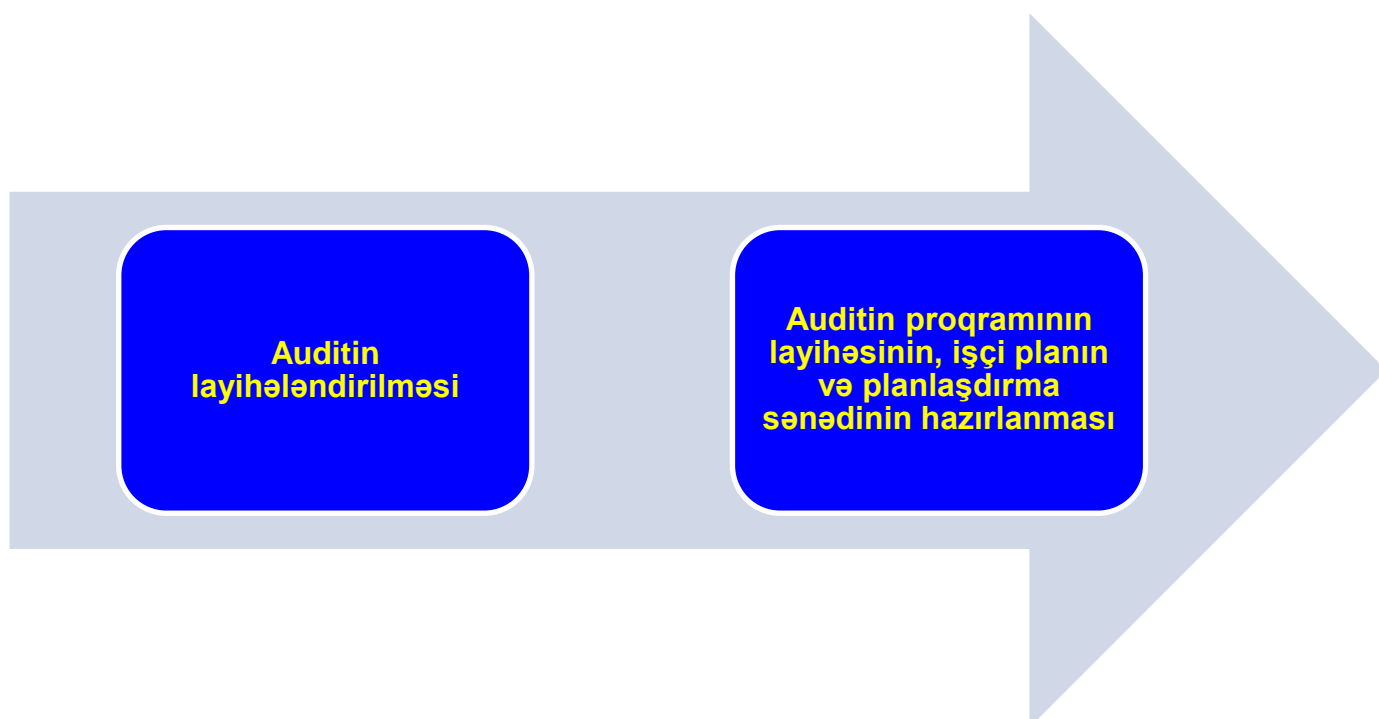 Auditin
layihələndirilməsi
Auditin proqramının
layihəsinin, işçi planın
və planlaşdırma
sənədinin hazırlanması